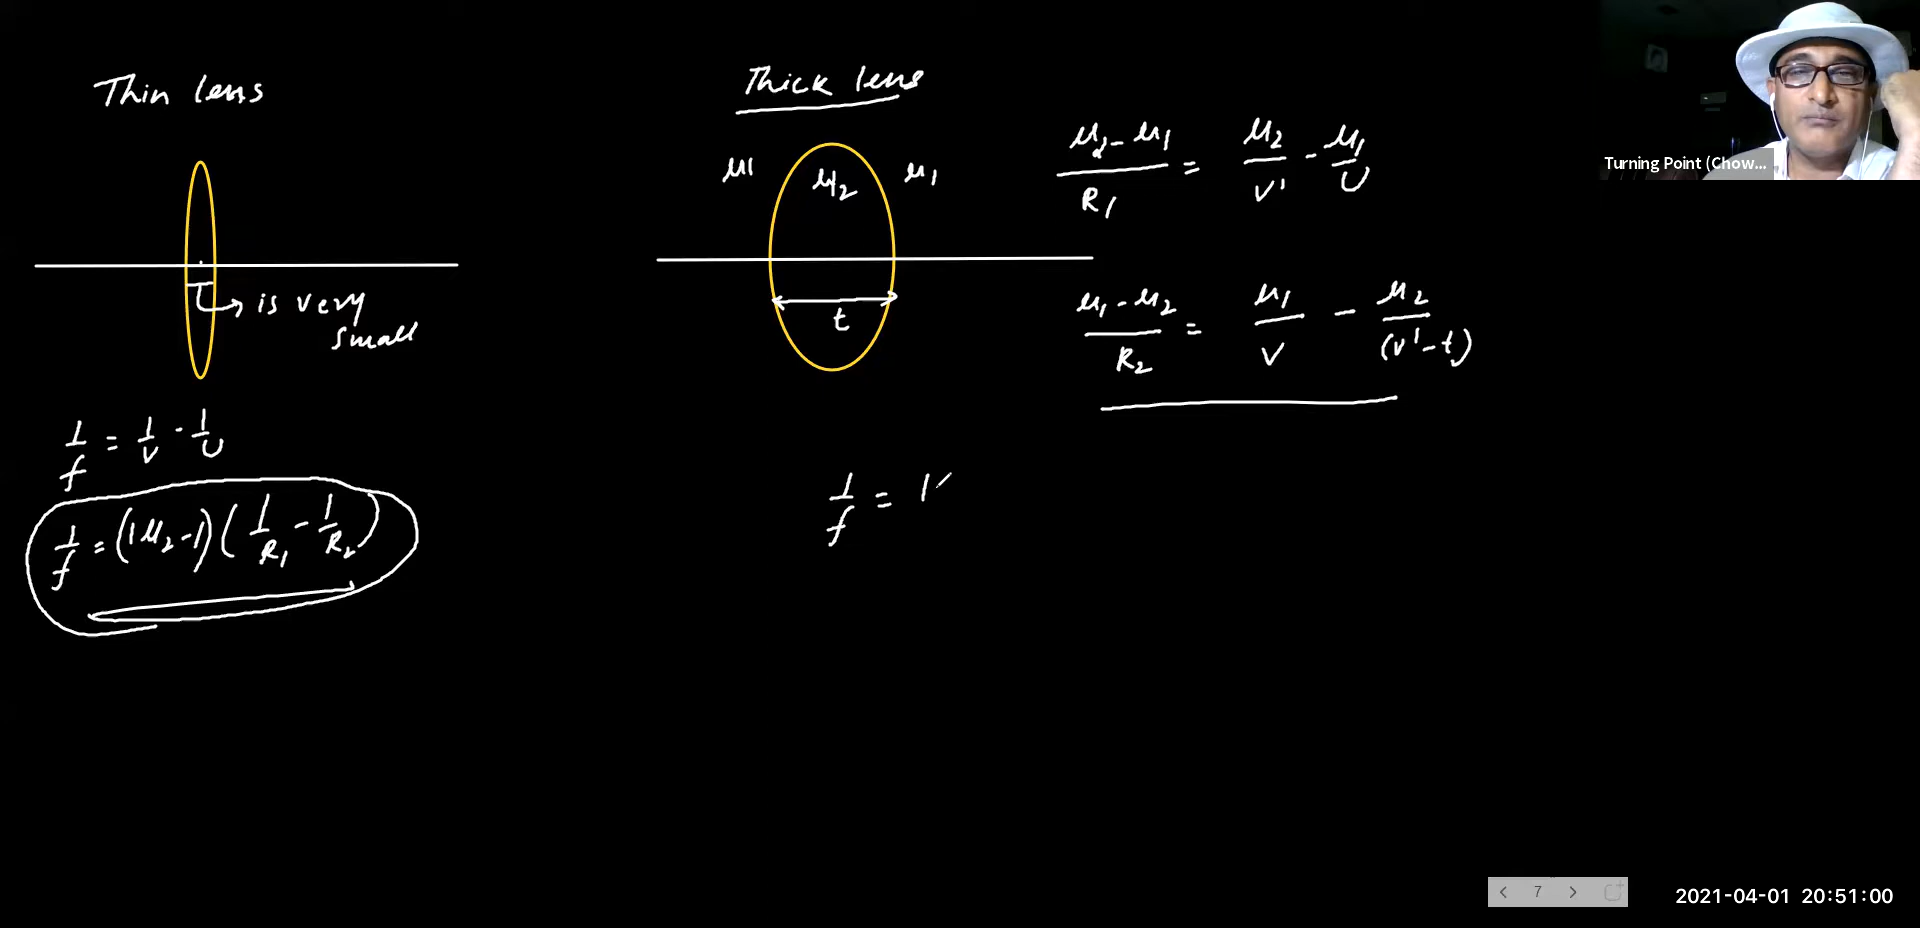 Thin lens
is very
small
1/f = 1/v - 1/u
1/f = (1μ2 - 1) (1/R1 - 1/R2)
Thick lens
μ1 μ2 μ1
t
(μ2 - μ1)/R1 = μ2/v' - μ1/u
(μ1 - μ2)/R2 = μ1/v - μ2/(v' - t)
1/f =
Turning Point (Chow...
7
2021-04-01 20:51:00